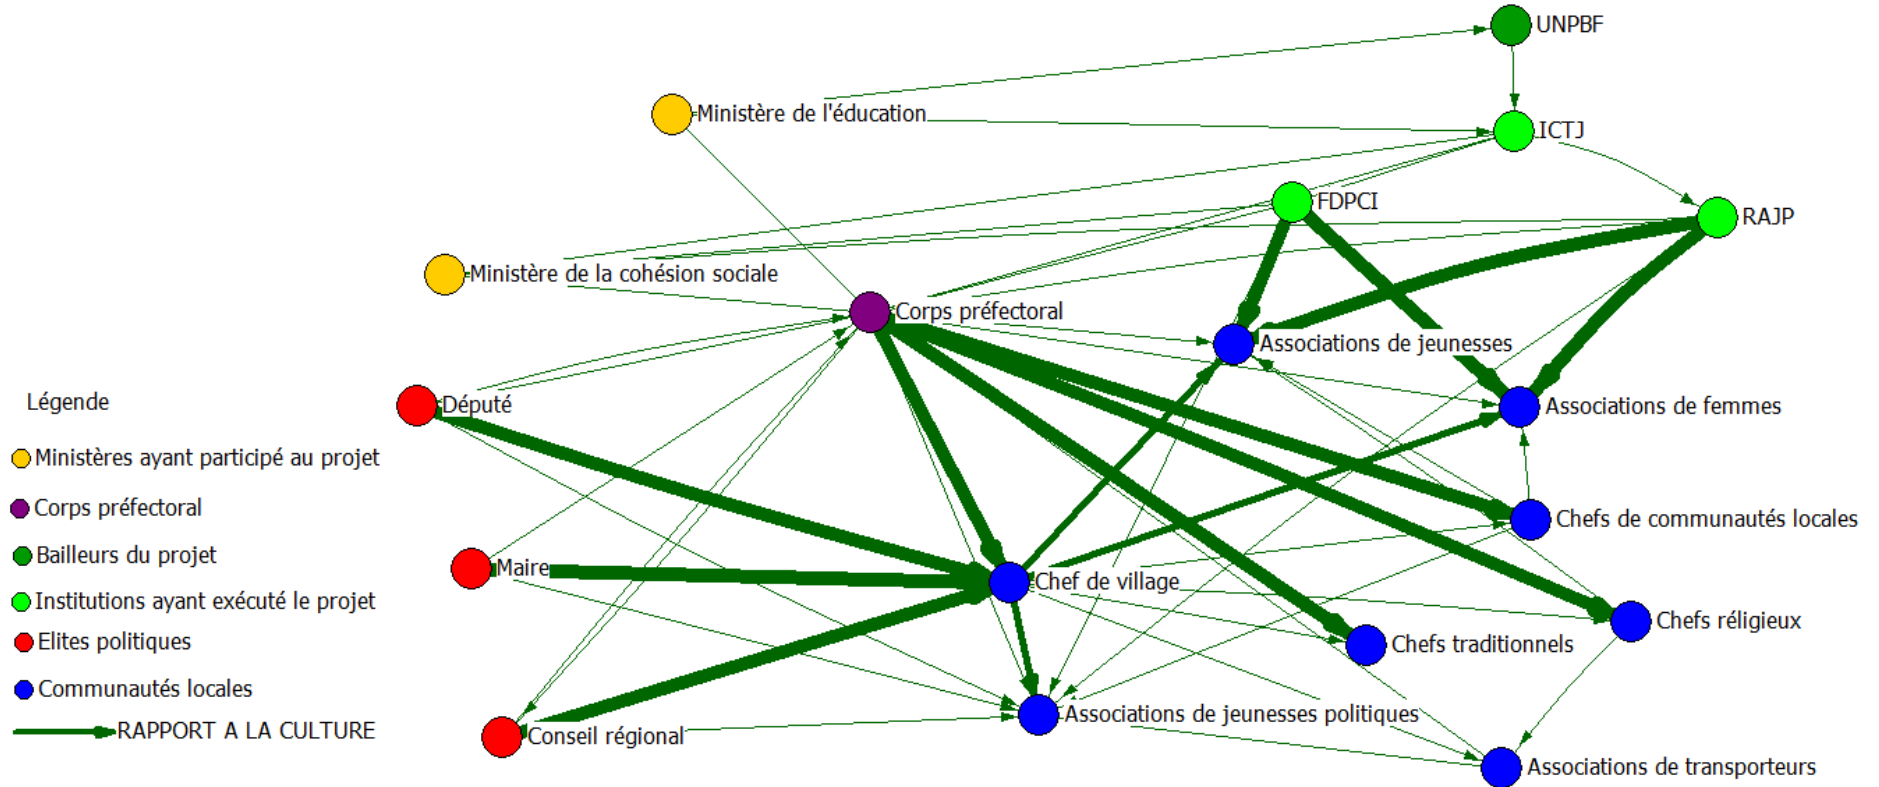 UNPBF
Ministère de l'éducation
ICTJ
FDPCI
RAJP
Ministère de la cohésion sociale
Corps préfectoral
Associations de jeunesses
Légende
Député
Associations de femmes
Ministères ayant participé au projet
Corps préfectoral
Chefs de communautés locales
Bailleurs du projet
Maire
Chef de village
Institutions ayant exécuté le projet
Chefs réligieux
Elites politiques
Chefs traditionnels
Communautés locales
Associations de jeunesses politiques
RAPPORT A LA CULTURE
Conseil régional
Associations de transporteurs